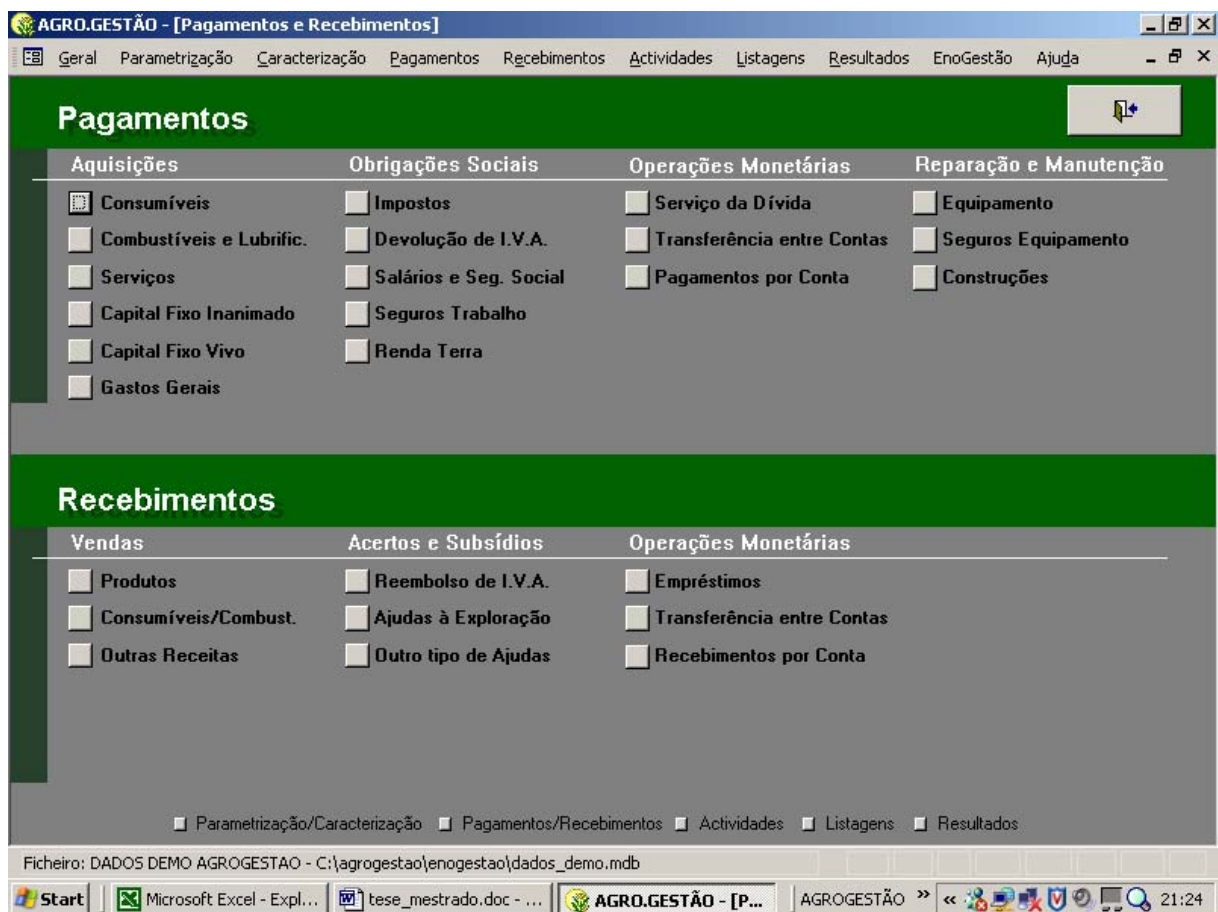 AGRO.GESTÃO - [Pagamentos e Recebimentos]
Geral Parametrização Caracterização Pagamentos Recebimentos Actividades Listagens Resultados EnoGestão Ajuda
Pagamentos
Aquisições Obrigações Sociais Operações Monetárias Reparação e Manutenção
Consumíveis Impostos Serviço da Dívida Equipamento
Combustíveis e Lubrific. Devolução de I.V.A. Transferência entre Contas Seguros Equipamento
Serviços Salários e Seg. Social Pagamentos por Conta Construções
Capital Fixo Inanimado Seguros Trabalho
Capital Fixo Vivo Renda Terra
Gastos Gerais
Recebimentos
Vendas Acertos e Subsídios Operações Monetárias
Produtos Reembolso de I.V.A. Empréstimos
Consumíveis/Combust. Ajudas à Exploração Transferência entre Contas
Outras Receitas Outro tipo de Ajudas Recebimentos por Conta
Parametrização/Caracterização Pagamentos/Recebimentos Actividades Listagens Resultados
Ficheiro: DADOS DEMO AGROGESTAO - C:\agrogestao\enogestao\dados_demo.mdb
Start Microsoft Excel - Expl... tese_mestrado.doc - ... AGRO.GESTÃO - [P... AGROGESTÃO » « 21:24